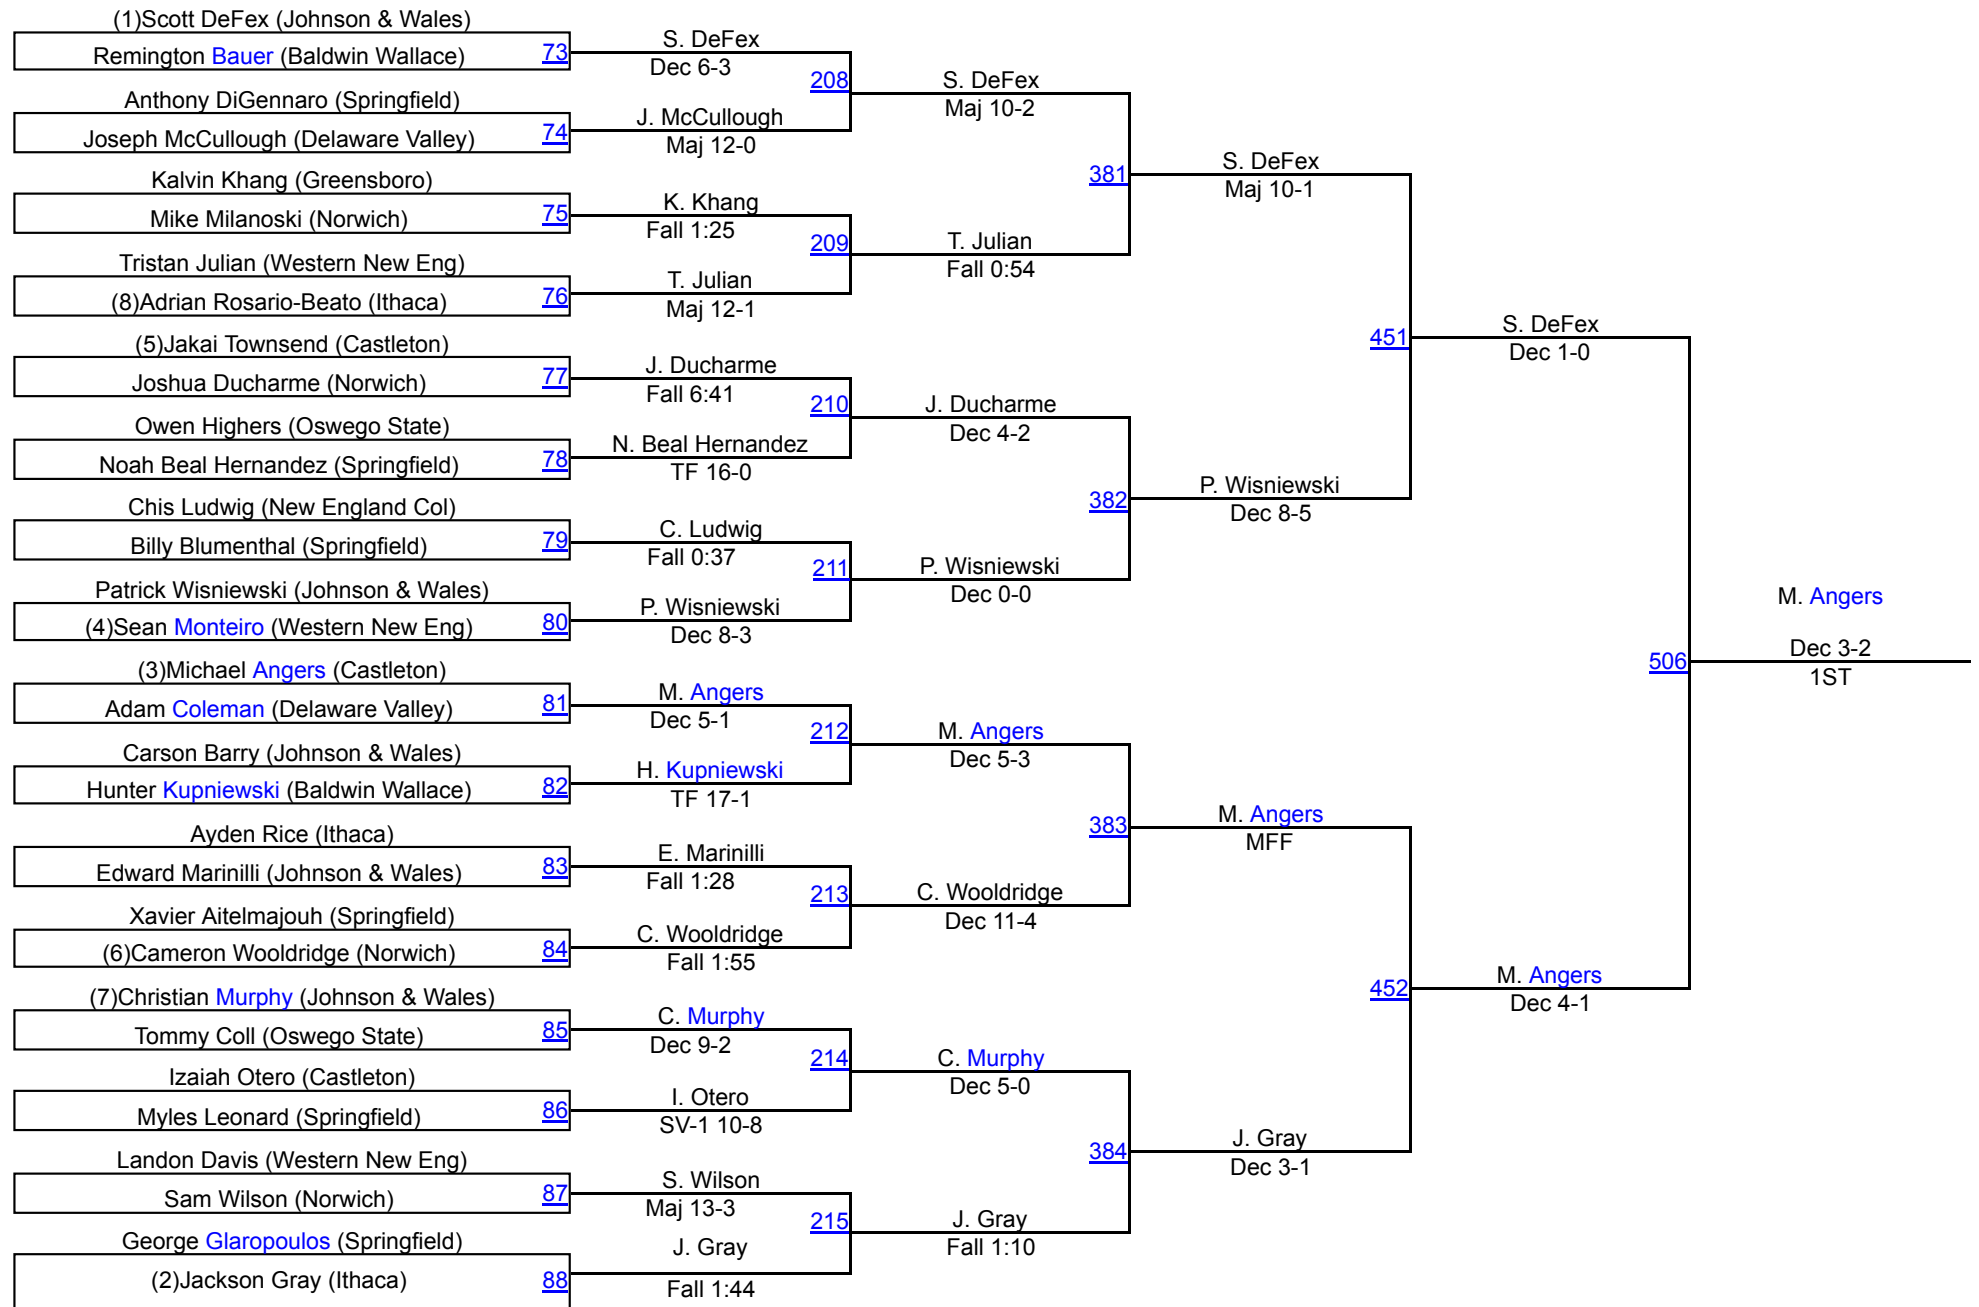 (1)Scott DeFex (Johnson & Wales)
Remington Bauer (Baldwin Wallace) 73
Anthony DiGennaro (Springfield)
Joseph McCullough (Delaware Valley) 74
Kalvin Khang (Greensboro)
Mike Milanoski (Norwich) 75
Tristan Julian (Western New Eng)
(8)Adrian Rosario-Beato (Ithaca) 76
(5)Jakai Townsend (Castleton)
Joshua Ducharme (Norwich) 77
Owen Highers (Oswego State)
Noah Beal Hernandez (Springfield) 78
Chis Ludwig (New England Col)
Billy Blumenthal (Springfield) 79
Patrick Wisniewski (Johnson & Wales)
(4)Sean Monteiro (Western New Eng) 80
(3)Michael Angers (Castleton)
Adam Coleman (Delaware Valley) 81
Carson Barry (Johnson & Wales)
Hunter Kupniewski (Baldwin Wallace) 82
Ayden Rice (Ithaca)
Edward Marinilli (Johnson & Wales) 83
Xavier Aitelmajouh (Springfield)
(6)Cameron Wooldridge (Norwich) 84
(7)Christian Murphy (Johnson & Wales)
Tommy Coll (Oswego State) 85
Izaiah Otero (Castleton)
Myles Leonard (Springfield) 86
Landon Davis (Western New Eng)
Sam Wilson (Norwich) 87
George Glaropoulos (Springfield)
(2)Jackson Gray (Ithaca) 88
S. DeFex
Dec 6-3
208
J. McCullough
Maj 12-0
K. Khang
Fall 1:25
209
T. Julian
Maj 12-1
J. Ducharme
Fall 6:41
210
N. Beal Hernandez
TF 16-0
C. Ludwig
Fall 0:37
211
P. Wisniewski
Dec 8-3
M. Angers
Dec 5-1
212
H. Kupniewski
TF 17-1
E. Marinilli
Fall 1:28
213
C. Wooldridge
Fall 1:55
C. Murphy
Dec 9-2
214
I. Otero
SV-1 10-8
S. Wilson
Maj 13-3
215
J. Gray
Fall 1:44
S. DeFex
Maj 10-2
381
T. Julian
Fall 0:54
J. Ducharme
Dec 4-2
382
P. Wisniewski
Dec 0-0
M. Angers
Dec 5-3
383
C. Wooldridge
Dec 11-4
C. Murphy
Dec 5-0
384
J. Gray
Fall 1:10
S. DeFex
Maj 10-1
451
P. Wisniewski
Dec 8-5
M. Angers
MFF
452
J. Gray
Dec 3-1
S. DeFex
Dec 1-0
506
M. Angers
Dec 4-1
M. Angers
Dec 3-2
1ST